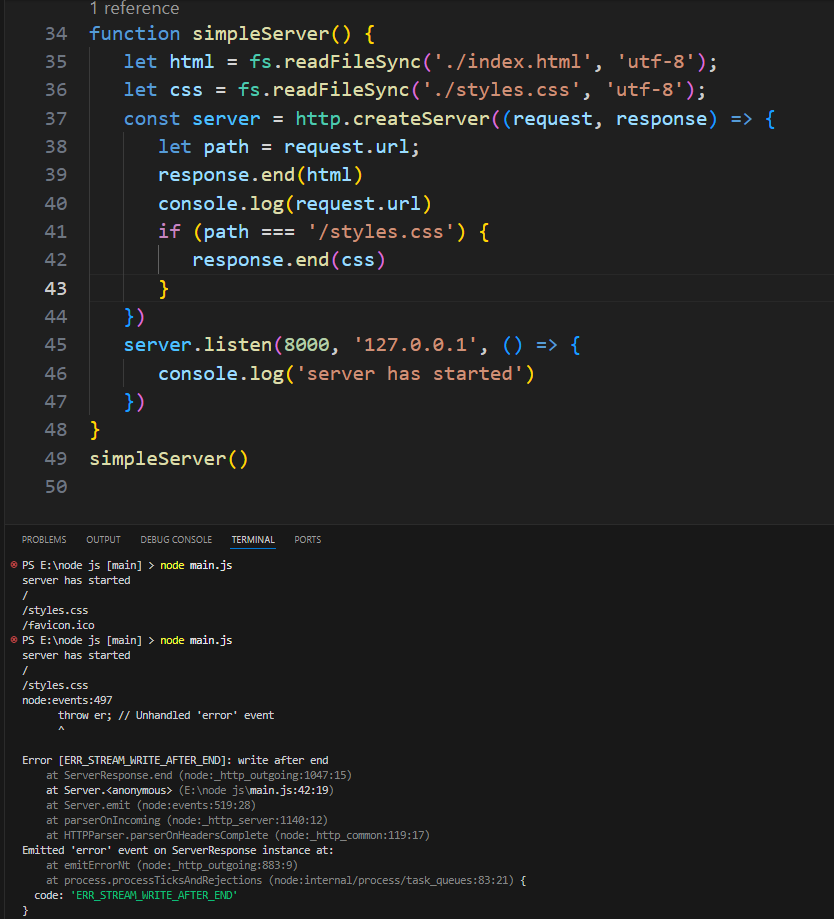 1 reference
34 function simpleServer() {
35 let html = fs.readFileSync('./index.html', 'utf-8');
36 let css = fs.readFileSync('./styles.css', 'utf-8');
37 const server = http.createServer((request, response) => {
38 let path = request.url;
39 response.end(html)
40 console.log(request.url)
41 if (path === '/styles.css') {
42 response.end(css)
43 }
44 })
45 server.listen(8000, '127.0.0.1', () => {
46 console.log('server has started')
47 })
48 }
49 simpleServer()
50
PROBLEMS OUTPUT DEBUG CONSOLE TERMINAL PORTS
PS E:\node js [main] > node main.js
server has started
/
/styles.css
/favicon.ico
PS E:\node js [main] > node main.js
server has started
/
/styles.css
node:events:497
throw er; // Unhandled 'error' event
^
Error [ERR_STREAM_WRITE_AFTER_END]: write after end
at ServerResponse.end (node:_http_outgoing:1047:15)
at Server.<anonymous> (E:\node js\main.js:42:19)
at Server.emit (node:events:519:28)
at parserOnIncoming (node:_http_server:1140:12)
at HTTPParser.parserOnHeadersComplete (node:_http_common:119:17)
Emitted 'error' event on ServerResponse instance at:
at emitErrorNt (node:_http_outgoing:883:9)
at process.processTicksAndRejections (node:internal/process/task_queues:83:21) {
code: 'ERR_STREAM_WRITE_AFTER_END'
}